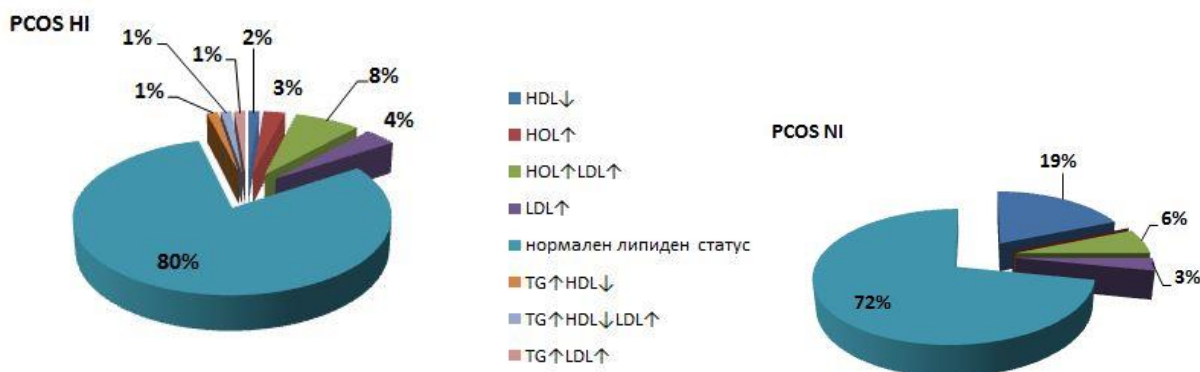 PCOS HI
1%
1%
1%
2%
3%
8%
4%
80%
HDL↓
HOL↑
HOL↑LDL↑
LDL↑
нормален липиден статус
TG↑HDL↓
TG↑HDL↓LDL↑
TG↑LDL↑
PCOS NI
19%
6%
3%
72%